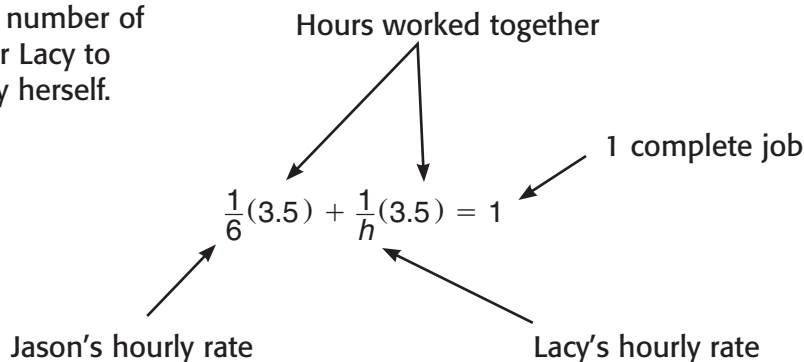 number of
r Lacy to
y herself.
Hours worked together
1 complete job
1/6(3.5) + 1/h(3.5) = 1
Jason's hourly rate
Lacy's hourly rate